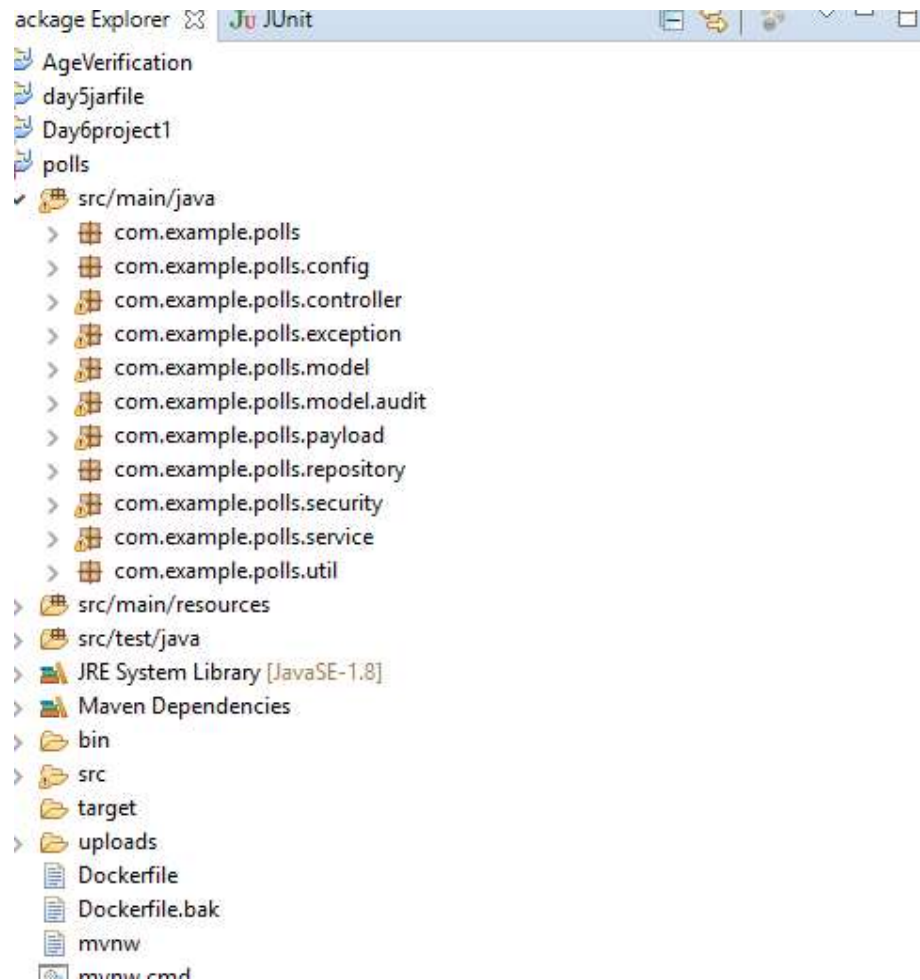 ackage Explorer Ju JUnit
AgeVerification
day5jarfile
Day6project1
polls
src/main/java
com.example.polls
com.example.polls.config
com.example.polls.controller
com.example.polls.exception
com.example.polls.model
com.example.polls.model.audit
com.example.polls.payload
com.example.polls.repository
com.example.polls.security
com.example.polls.service
com.example.polls.util
src/main/resources
src/test/java
JRE System Library [JavaSE-1.8]
Maven Dependencies
bin
src
target
uploads
Dockerfile
Dockerfile.bak
mvnw
mvnw.cmd